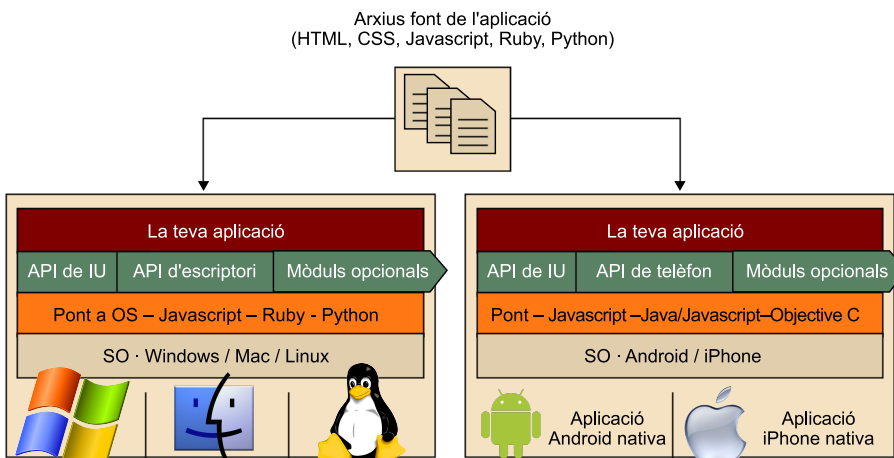 Arxius font de l'aplicació
(HTML, CSS, Javascript, Ruby, Python)
La teva aplicació
API de IU
API d'escriptori
Mòduls opcionals
Pont a OS – Javascript – Ruby - Python
SO · Windows / Mac / Linux
La teva aplicació
API de IU
API de telèfon
Mòduls opcionals
Pont – Javascript –Java/Javascript–Objective C
SO · Android / iPhone
Aplicació
Android nativa
Aplicació
iPhone nativa